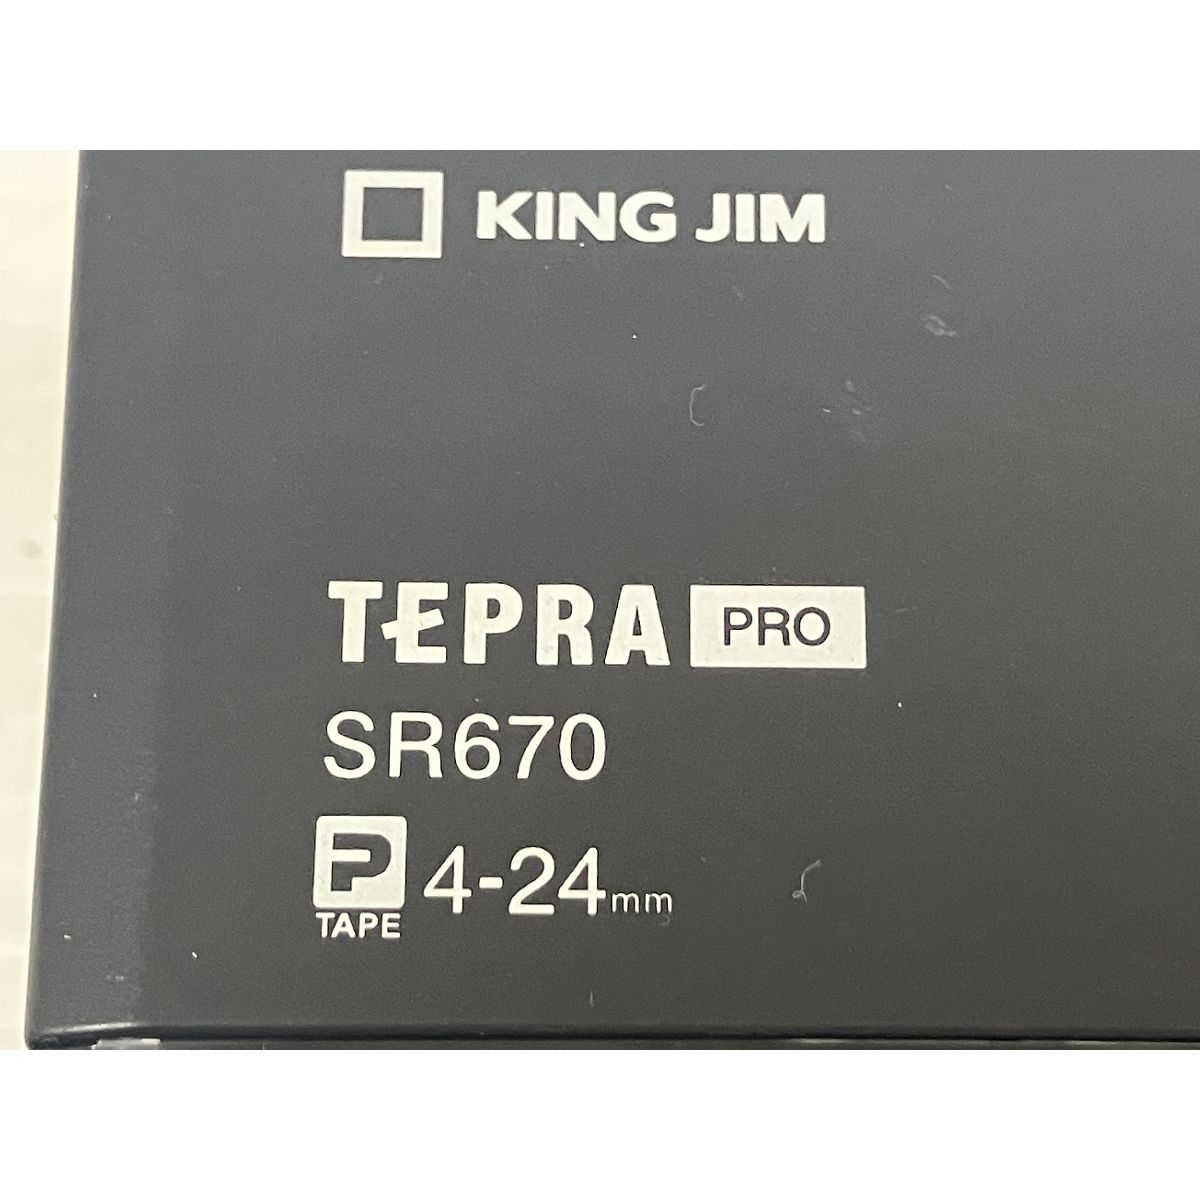 KING JIM
TEPRA PRO
SR670
P 4-24mm
TAPE